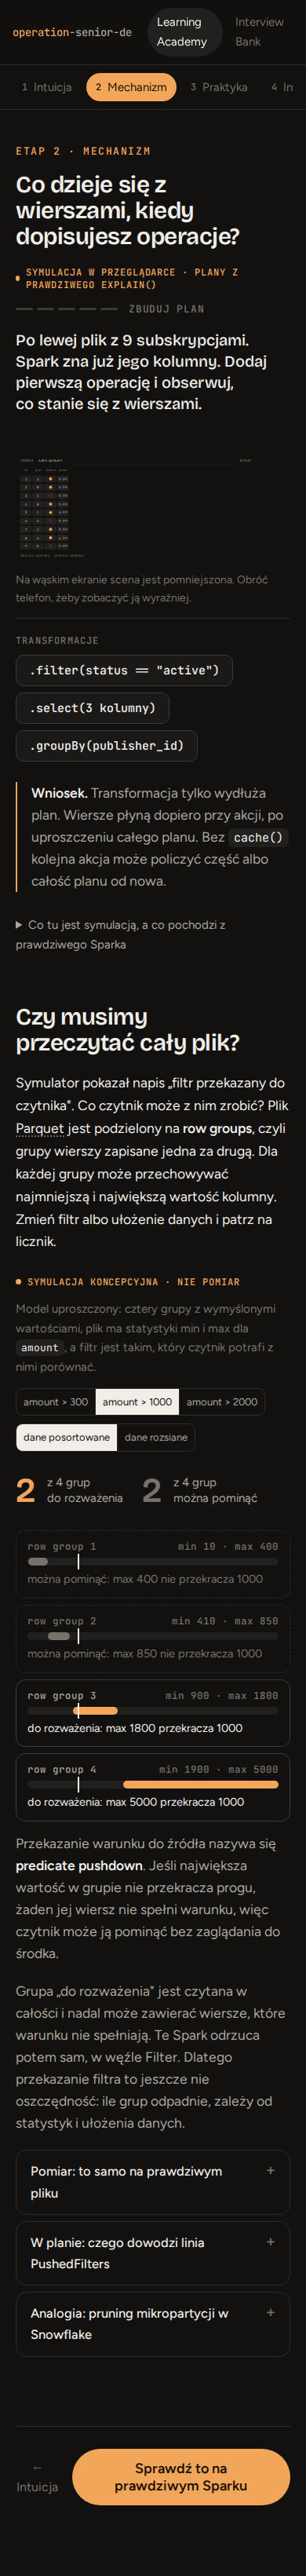 operation-senior-de
Learning
Academy
Interview
Bank
1 Intuicja
2 Mechanizm
3 Praktyka
4 In
ETAP 2 · MECHANIZM
Co dzieje się z
wierszami, kiedy
dopisujesz operacje?
SYMULACJA W PRZEGLĄDARCE · PLANY Z
PRAWDZIWEGO EXPLAIN()
ZBUDUJ PLAN
Po lewej plik z 9 subskrypcjami.
Spark zna już jego kolumny. Dodaj
pierwszą operację i obserwuj,
co stanie się z wierszami.
Na wąskim ekranie scena jest pomniejszona. Obróć
telefon, żeby zobaczyć ją wyraźniej.
TRANSFORMACJE
.filter(status == "active")
.select(3 kolumny)
.groupBy(publisher_id)
Wniosek. Transformacja tylko wydłuża
plan. Wiersze płyną dopiero przy akcji, po
uproszczeniu całego planu. Bez cache()
kolejna akcja może policzyć część albo
całość planu od nowa.
▶ Co tu jest symulacją, a co pochodzi z
prawdziwego Sparka
Czy musimy
przeczytać cały plik?
Symulator pokazał napis „filtr przekazany do
czytnika". Co czytnik może z nim zrobić? Plik
Parquet jest podzielony na row groups, czyli
grupy wierszy zapisane jedna za drugą. Dla
każdej grupy może przechowywać
najmniejszą i największą wartość kolumny.
Zmień filtr albo ułożenie danych i patrz na
licznik.
SYMULACJA KONCEPCYJNA · NIE POMIAR
Model uproszczony: cztery grupy z wymyślonymi
wartościami, plik ma statystyki min i max dla
amount, a filtr jest takim, który czytnik potrafi z
nimi porównać.
amount > 300
amount > 1000
amount > 2000
dane posortowane
dane rozsiane
2 z 4 grup
do rozważenia
2 z 4 grup
można pominąć
row group 1 min 10 · max 400
można pominąć: max 400 nie przekracza 1000
row group 2 min 410 · max 850
można pominąć: max 850 nie przekracza 1000
row group 3 min 900 · max 1800
do rozważenia: max 1800 przekracza 1000
row group 4 min 1900 · max 5000
do rozważenia: max 5000 przekracza 1000
Przekazanie warunku do źródła nazywa się
predicate pushdown. Jeśli największa
wartość w grupie nie przekracza progu,
żaden jej wiersz nie spełni warunku, więc
czytnik może ją pominąć bez zaglądania do
środka.
Grupa „do rozważenia" jest czytana w
całości i nadal może zawierać wiersze, które
warunku nie spełniają. Te Spark odrzuca
potem sam, w węźle Filter. Dlatego
przekazanie filtra to jeszcze nie
oszczędność: ile grup odpadnie, zależy od
statystyk i ułożenia danych.
Pomiar: to samo na prawdziwym
pliku
+
W planie: czego dowodzi linia
PushedFilters
+
Analogia: pruning mikropartycji w
Snowflake
+
←
Intuicja
Sprawdź to na
prawdziwym Sparku